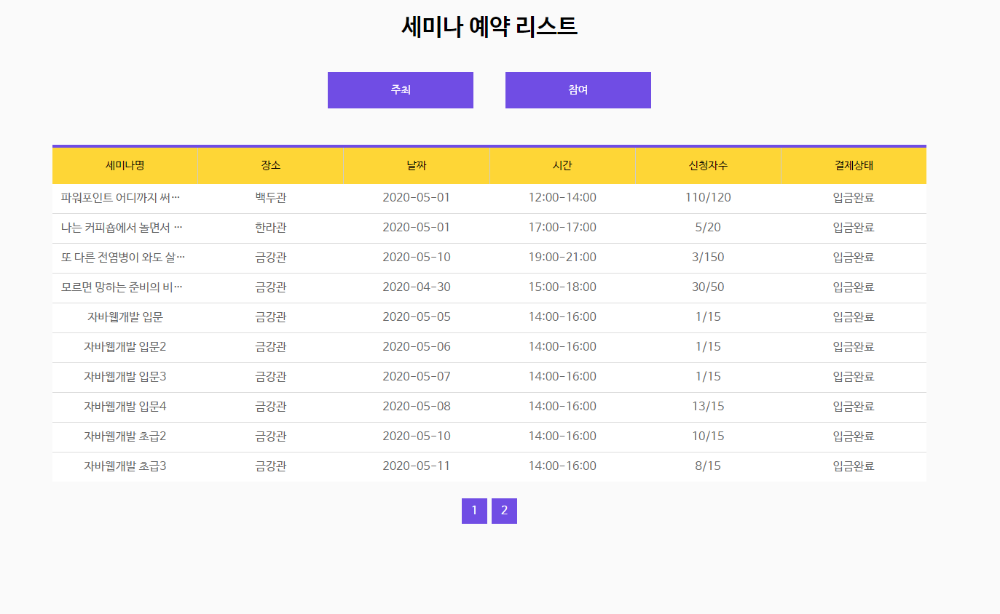 세미나 예약 리스트
주최 참여
세미나명 장소 날짜 시간 신청자수 결제상태
파워포인트 어디까지 써… 백두관 2020-05-01 12:00-14:00 110/120 입금완료
나는 커피숍에서 놀면서 … 한라관 2020-05-01 17:00-17:00 5/20 입금완료
또 다른 전염병이 와도 살… 금강관 2020-05-10 19:00-21:00 3/150 입금완료
모르면 망하는 준비의 비… 금강관 2020-04-30 15:00-18:00 30/50 입금완료
자바웹개발 입문 금강관 2020-05-05 14:00-16:00 1/15 입금완료
자바웹개발 입문2 금강관 2020-05-06 14:00-16:00 1/15 입금완료
자바웹개발 입문3 금강관 2020-05-07 14:00-16:00 1/15 입금완료
자바웹개발 입문4 금강관 2020-05-08 14:00-16:00 13/15 입금완료
자바웹개발 초급2 금강관 2020-05-10 14:00-16:00 10/15 입금완료
자바웹개발 초급3 금강관 2020-05-11 14:00-16:00 8/15 입금완료
1 2